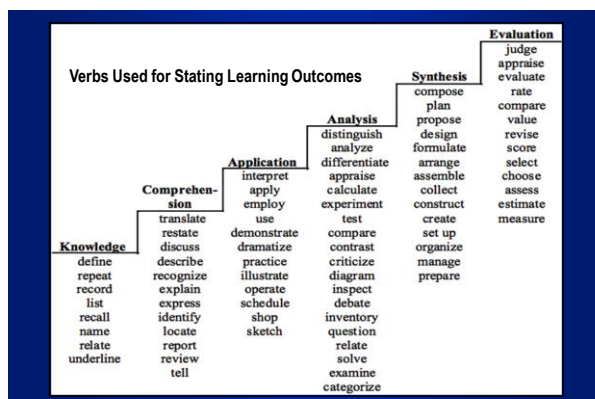 Verbs Used for Stating Learning Outcomes
Knowledge
define
repeat
record
list
recall
name
relate
underline
Comprehen-
sion
translate
restate
discuss
describe
recognize
explain
express
identify
locate
report
review
tell
Application
interpret
apply
employ
use
demonstrate
dramatize
practice
illustrate
operate
schedule
shop
sketch
Analysis
distinguish
analyze
differentiate
appraise
calculate
experiment
test
compare
contrast
criticize
diagram
inspect
debate
inventory
question
relate
solve
examine
categorize
Synthesis
compose
plan
propose
design
formulate
arrange
assemble
collect
construct
create
set up
organize
manage
prepare
Evaluation
judge
appraise
evaluate
rate
compare
value
revise
score
select
choose
assess
estimate
measure